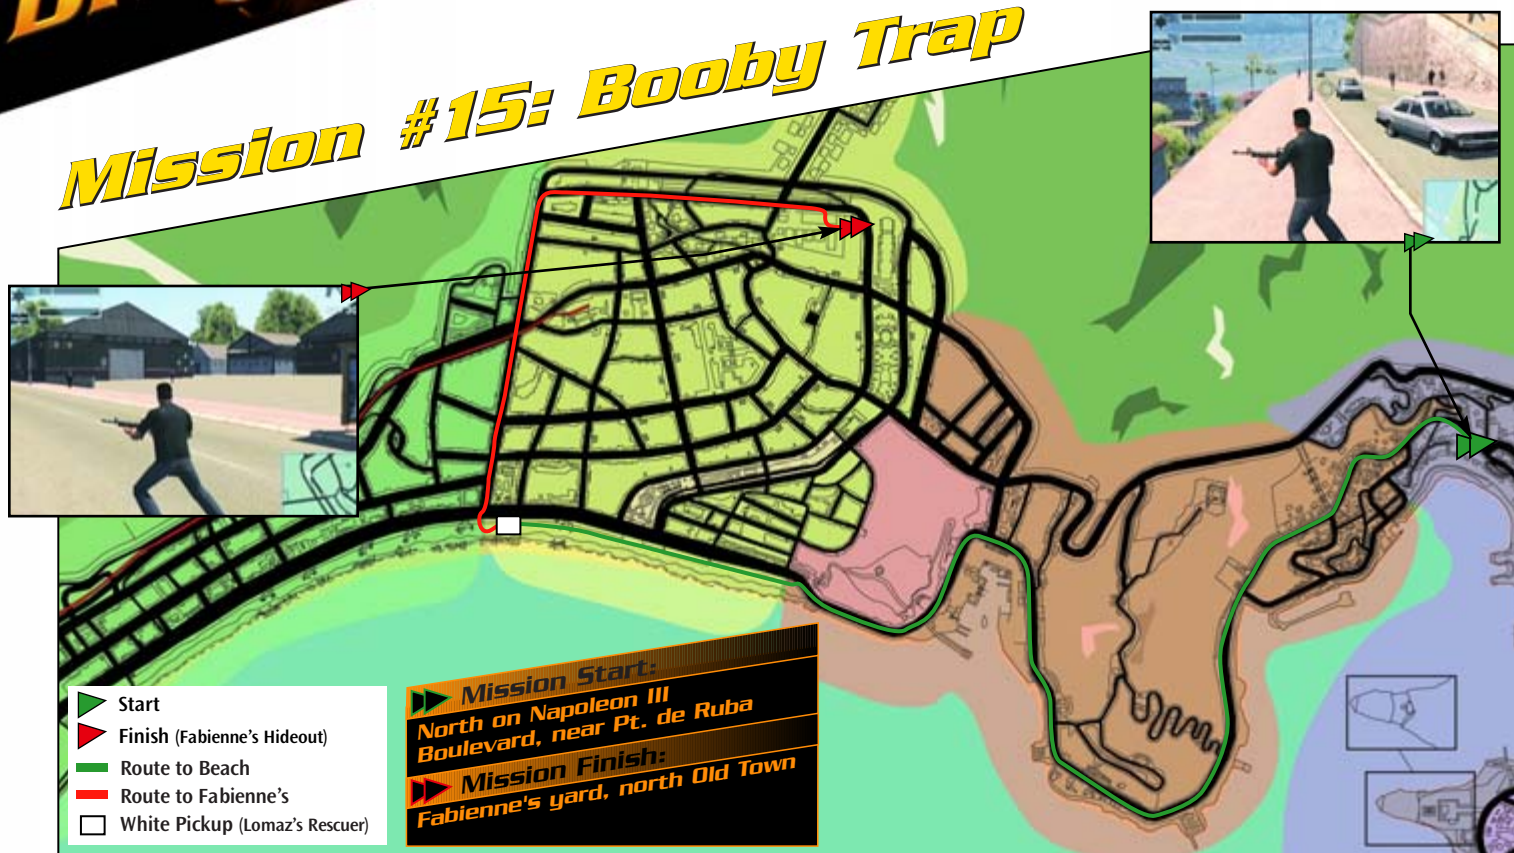 Mission #15: Booby Trap
Start
Finish (Fabienne's Hideout)
Route to Beach
Route to Fabienne's
White Pickup (Lomaz's Rescuer)
Mission Start:
North on Napoleon III
Boulevard, near Pt. de Ruba
Mission Finish:
Fabienne's yard, north Old Town